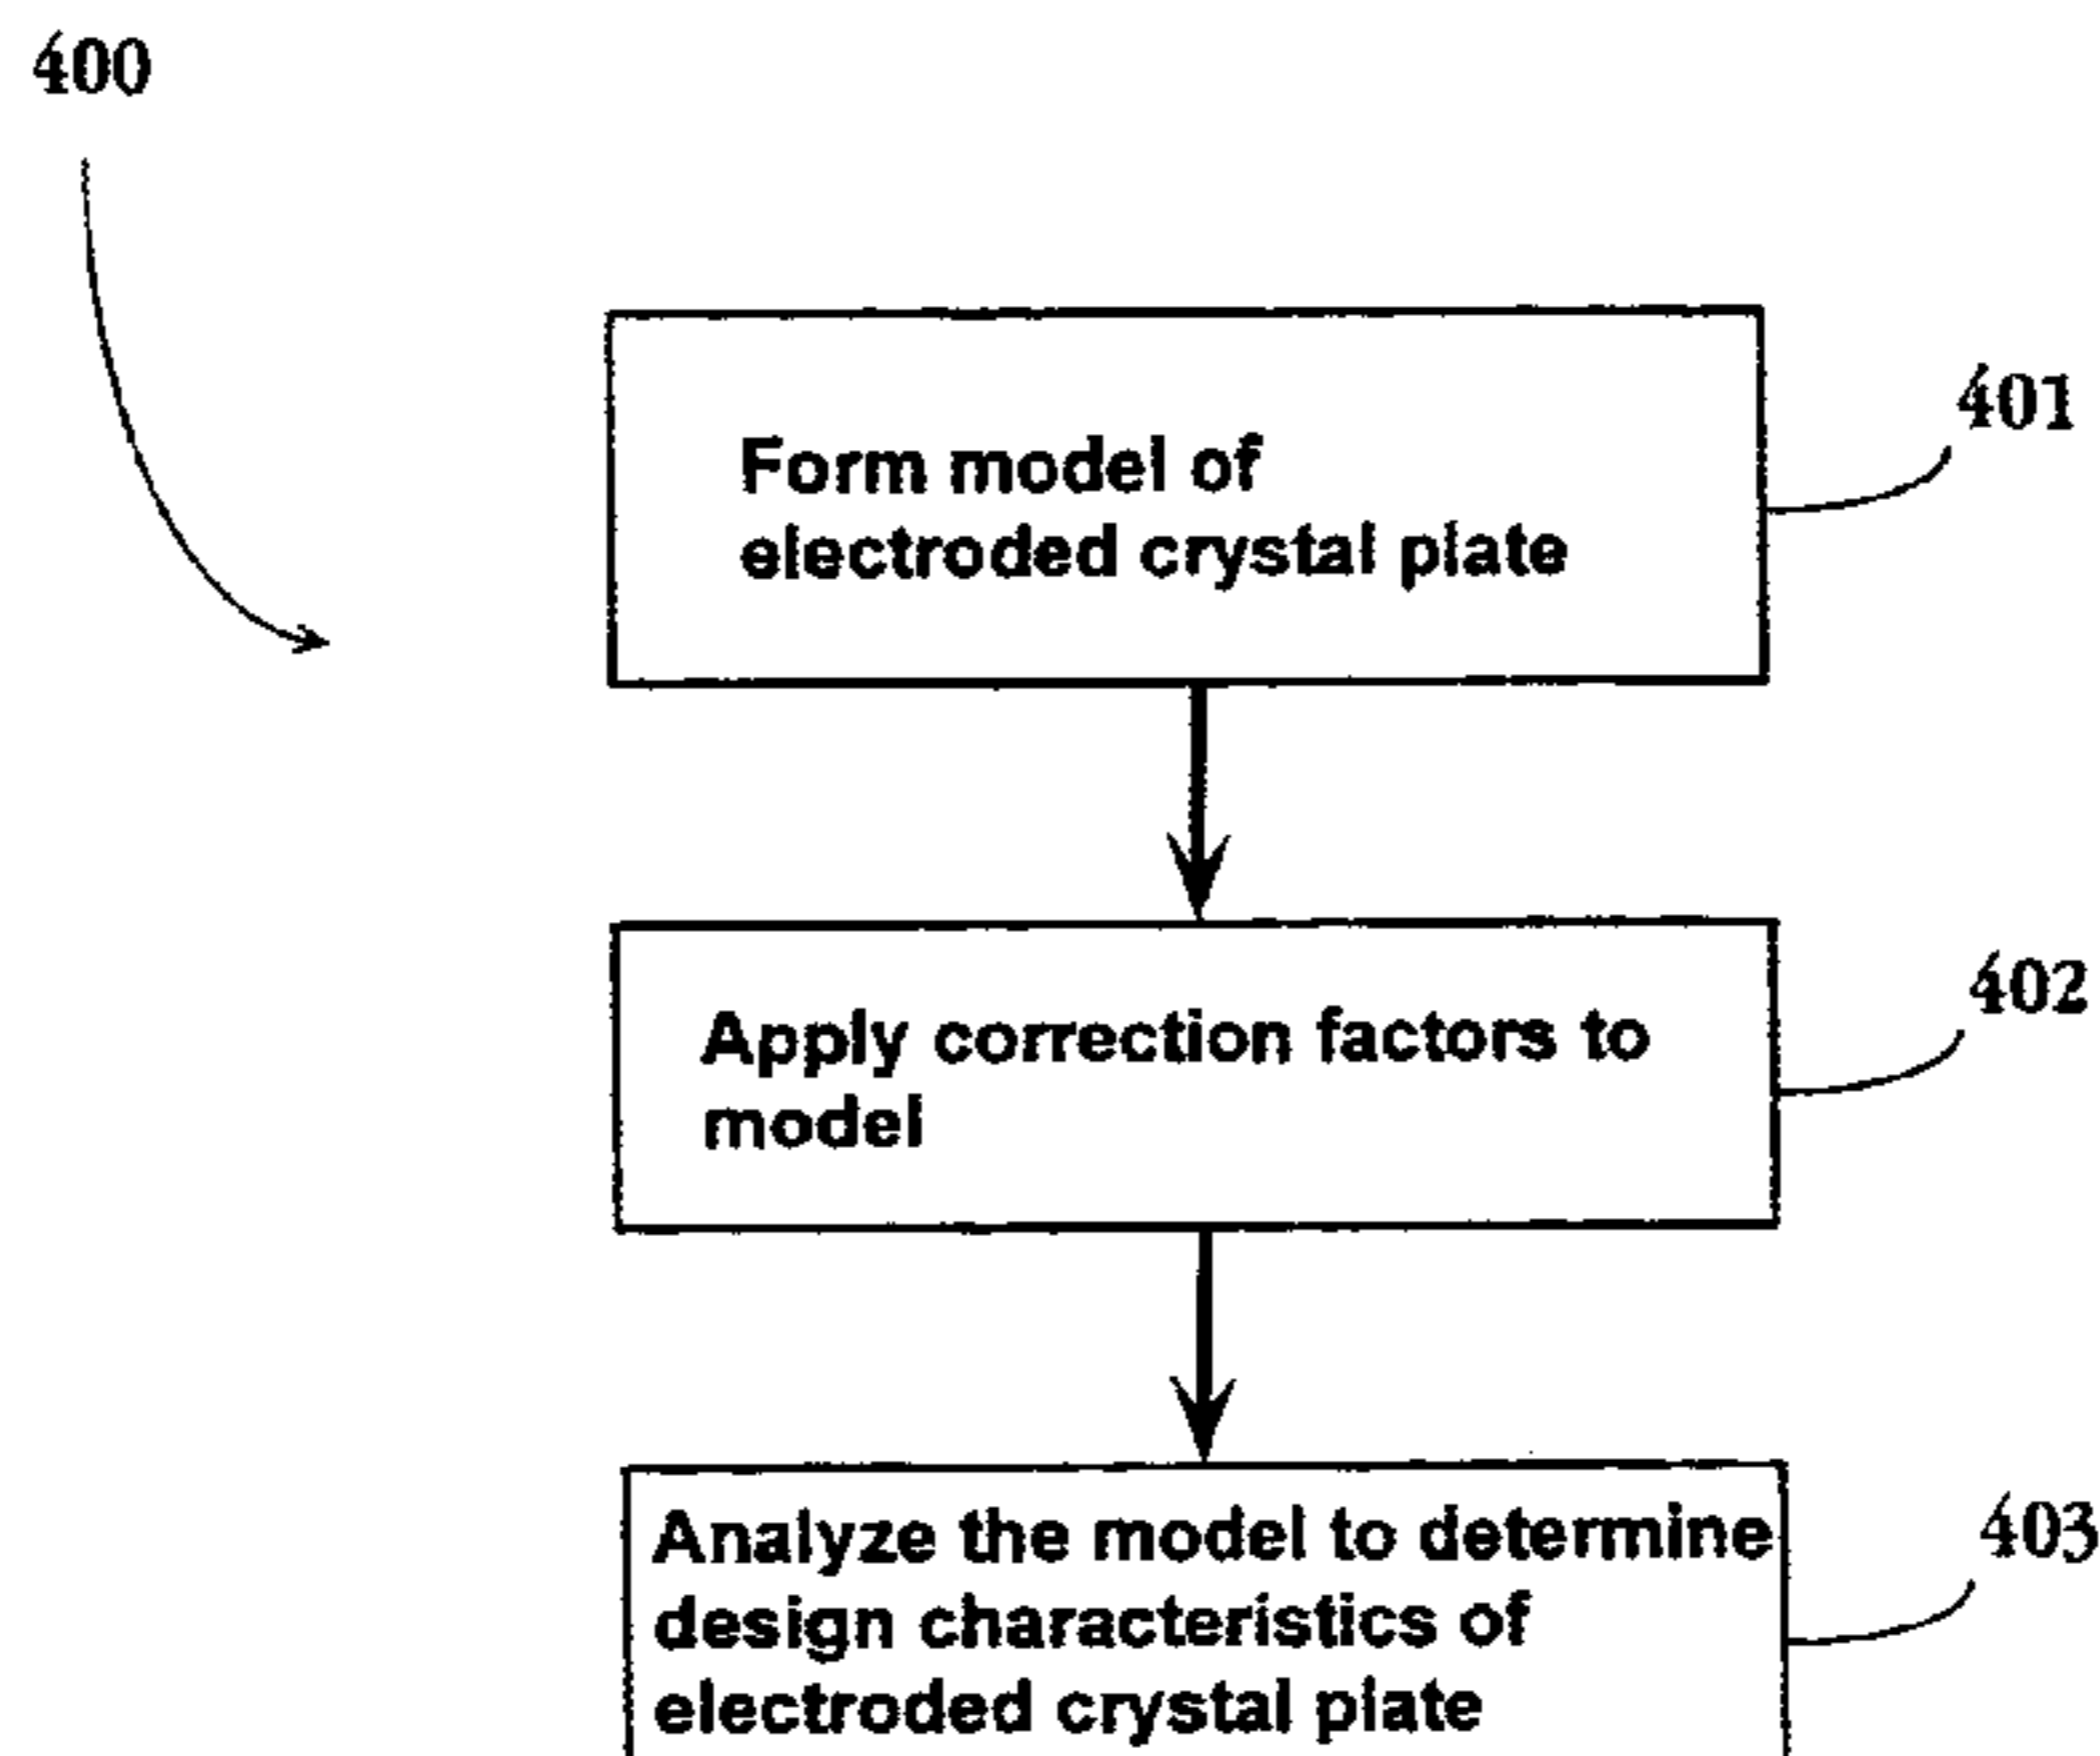 400
Form model of
electroded crystal plate
401
Apply correction factors to
model
402
Analyze the model to determine
design characteristics of
electroded crystal plate
403